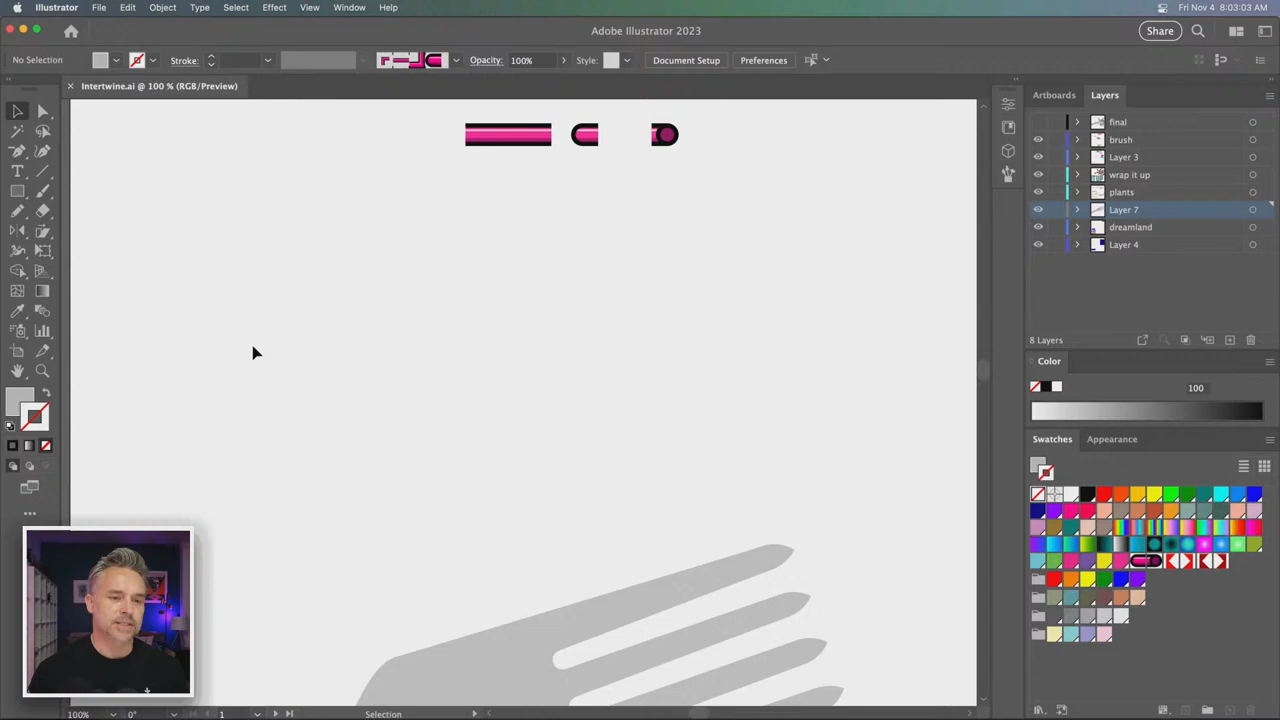 Illustrator File Edit Object Type Select Effect View Window Help
Fri Nov 4 8:03:03 AM
Adobe Illustrator 2023
Share
No Selection
Stroke:
Opacity: 100%
Style:
Document Setup
Preferences
Intertwine.ai @ 100 % (RGB/Preview)
Artboards
Layers
final
brush
Layer 3
wrap it up
plants
Layer 7
dreamland
Layer 4
8 Layers
Color
100
Swatches
Appearance
100%
0°
1
Selection